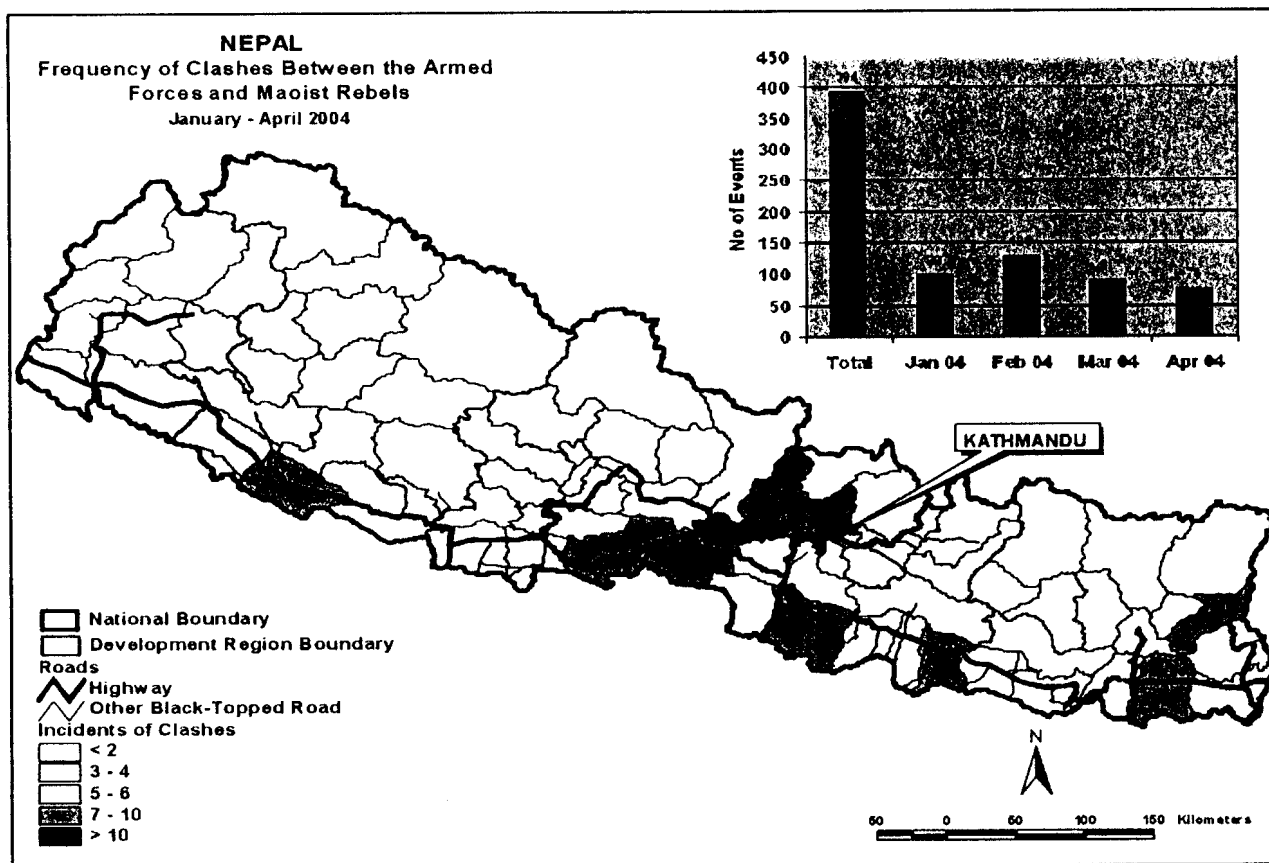 NEPAL
Frequency of Clashes Between the Armed
Forces and Maoist Rebels
January - April 2004
450
400
350
300
250
200
150
100
50
0
No of Events
Total Jan 04 Feb 04 Mar 04 Apr 04
KATHMANDU
National Boundary
Development Region Boundary
Roads
Highway
Other Black-Topped Road
Incidents of Clashes
< 2
3 - 4
5 - 6
7 - 10
> 10
N
50 0 50 100 150 Kilometers